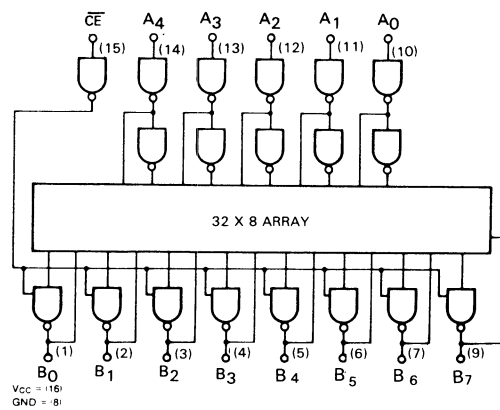 CE A4 A3 A2 A1 A0
(15) (14) (13) (12) (11) (10)
32 X 8 ARRAY
(1) (2) (3) (4) (5) (6) (7) (9)
B0 B1 B2 B3 B4 B5 B6 B7
VCC = (16)
GND = (8)